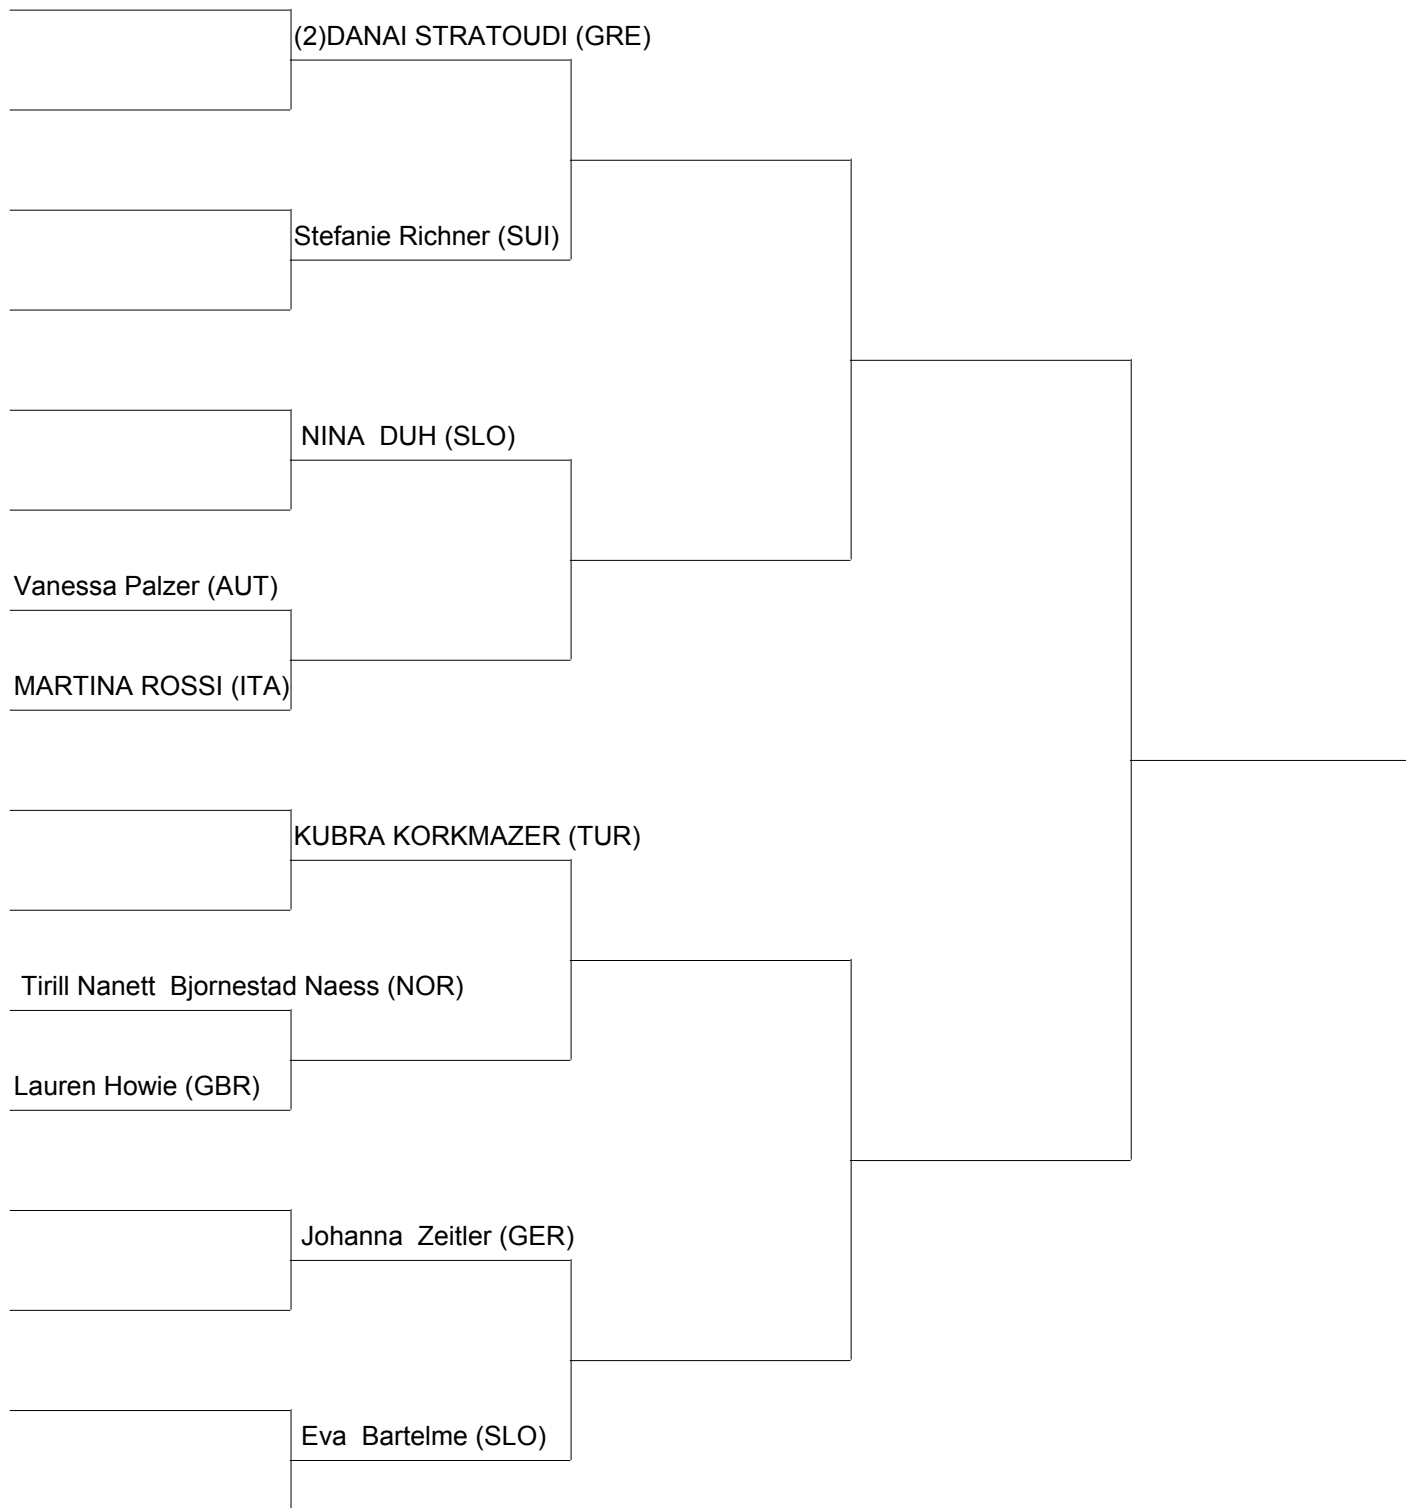 (2)DANAI STRATOUDI (GRE)
Stefanie Richner (SUI)
NINA  DUH (SLO)
Vanessa Palzer (AUT)
MARTINA ROSSI (ITA)
KUBRA KORKMAZER (TUR)
Tirill Nanett  Bjornestad Naess (NOR)
Lauren Howie (GBR)
Johanna  Zeitler (GER)
Eva  Bartelme (SLO)